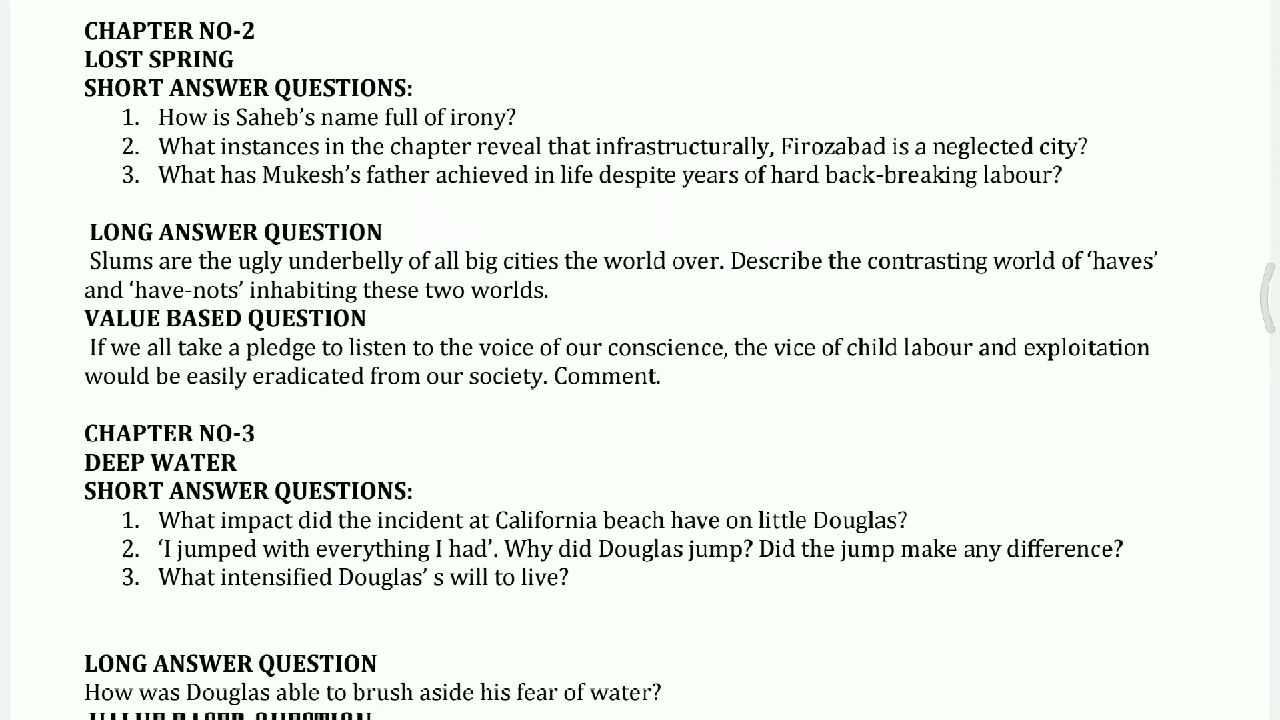 CHAPTER NO-2
LOST SPRING
SHORT ANSWER QUESTIONS:
1. How is Saheb’s name full of irony?
2. What instances in the chapter reveal that infrastructurally, Firozabad is a neglected city?
3. What has Mukesh’s father achieved in life despite years of hard back-breaking labour?
LONG ANSWER QUESTION
Slums are the ugly underbelly of all big cities the world over. Describe the contrasting world of ‘haves’
and ‘have-nots’ inhabiting these two worlds.
VALUE BASED QUESTION
If we all take a pledge to listen to the voice of our conscience, the vice of child labour and exploitation
would be easily eradicated from our society. Comment.
CHAPTER NO-3
DEEP WATER
SHORT ANSWER QUESTIONS:
1. What impact did the incident at California beach have on little Douglas?
2. ‘I jumped with everything I had’. Why did Douglas jump? Did the jump make any difference?
3. What intensified Douglas’ s will to live?
LONG ANSWER QUESTION
How was Douglas able to brush aside his fear of water?
VALUE BASED QUESTION